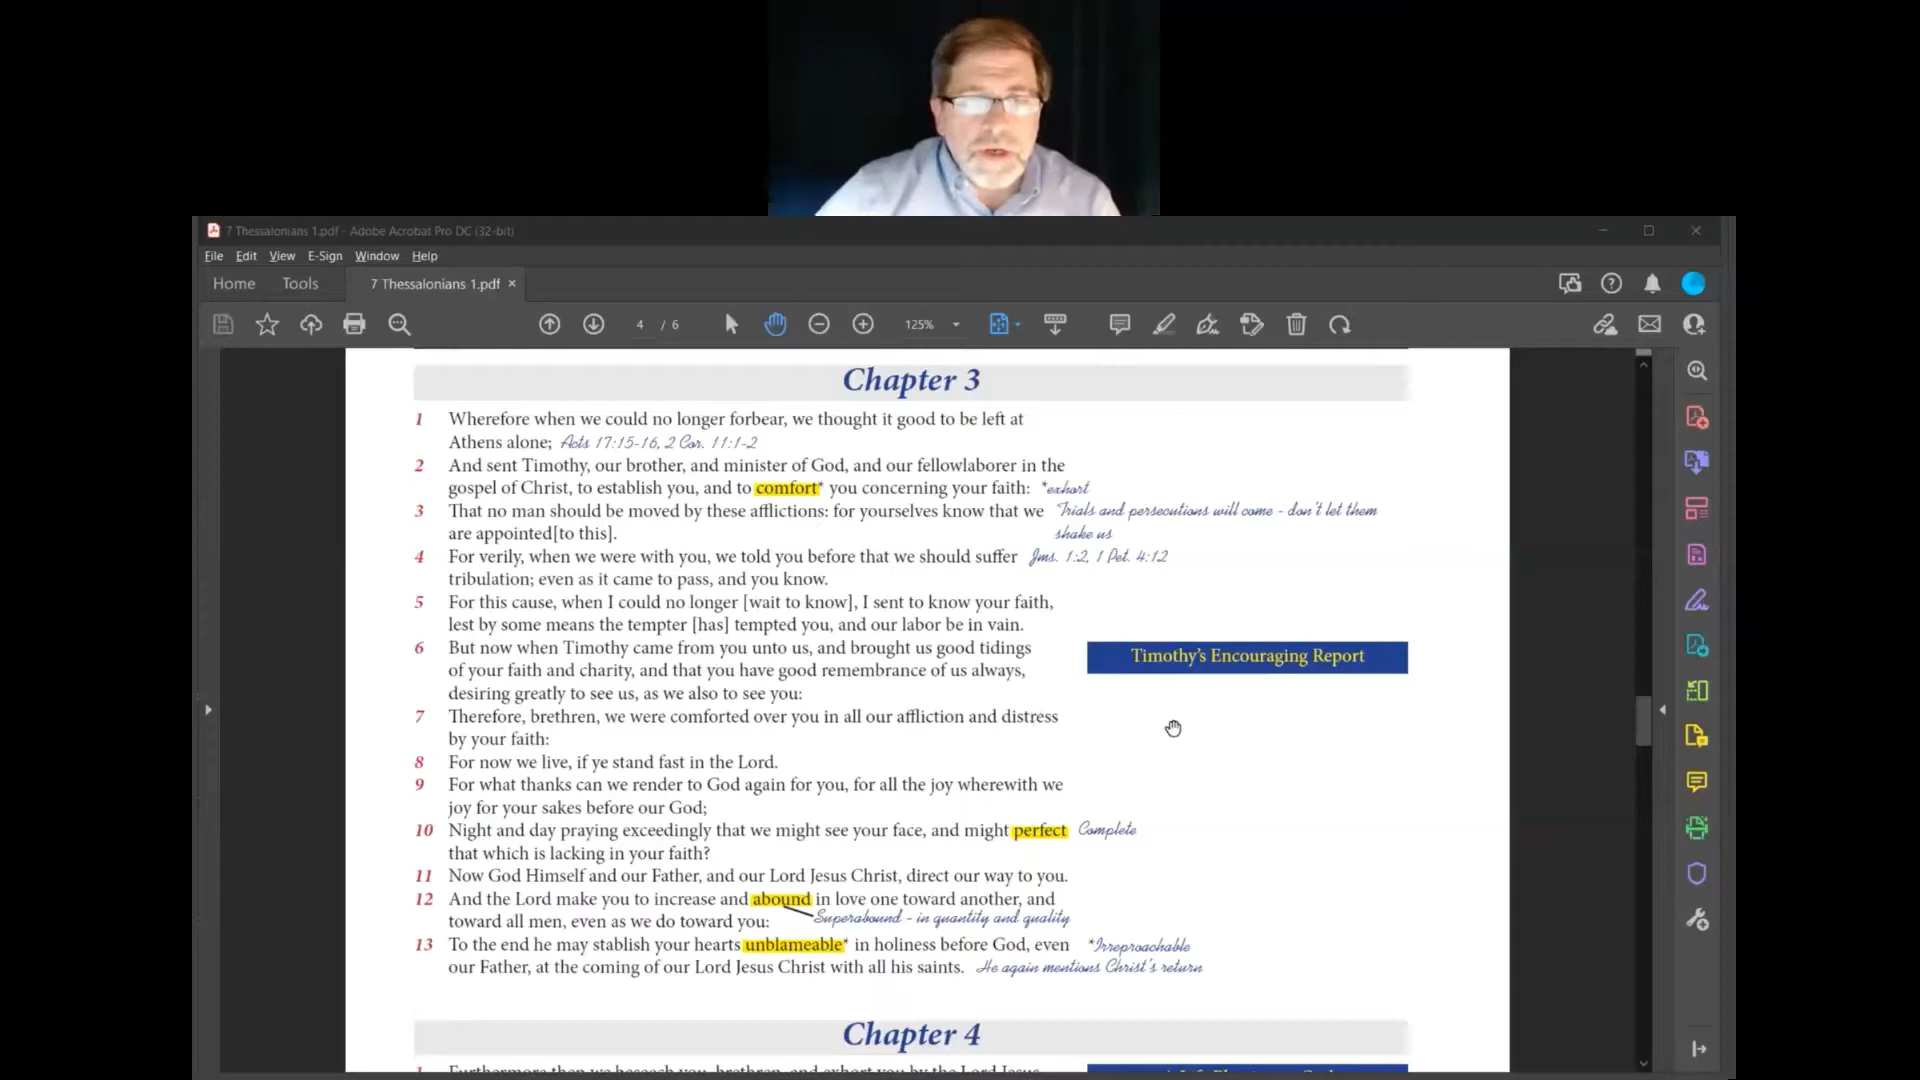 7 Thessalonians 1.pdf - Adobe Acrobat Pro DC (32-bit)
File Edit View E-Sign Window Help
Home Tools 7 Thessalonians 1.pdf ×
4 / 6 125%
Chapter 3
1 Wherefore when we could no longer forbear, we thought it good to be left at
Athens alone; Acts 17:15-16, 2 Cor. 11:1-2
2 And sent Timothy, our brother, and minister of God, and our fellowlaborer in the
gospel of Christ, to establish you, and to comfort* you concerning your faith: *exhort
3 That no man should be moved by these afflictions: for yourselves know that we Trials and persecutions will come - don't let them
are appointed[to this]. shake us
4 For verily, when we were with you, we told you before that we should suffer Jms. 1:2, 1 Pet. 4:12
tribulation; even as it came to pass, and you know.
5 For this cause, when I could no longer [wait to know], I sent to know your faith,
lest by some means the tempter [has] tempted you, and our labor be in vain.
6 But now when Timothy came from you unto us, and brought us good tidings
Timothy's Encouraging Report
of your faith and charity, and that you have good remembrance of us always,
desiring greatly to see us, as we also to see you:
7 Therefore, brethren, we were comforted over you in all our affliction and distress
by your faith:
8 For now we live, if ye stand fast in the Lord.
9 For what thanks can we render to God again for you, for all the joy wherewith we
joy for your sakes before our God;
10 Night and day praying exceedingly that we might see your face, and might perfect Complete
that which is lacking in your faith?
11 Now God Himself and our Father, and our Lord Jesus Christ, direct our way to you.
12 And the Lord make you to increase and abound in love one toward another, and
toward all men, even as we do toward you: Superabound - in quantity and quality
13 To the end he may stablish your hearts unblameable* in holiness before God, even *Irreproachable
our Father, at the coming of our Lord Jesus Christ with all his saints. He again mentions Christ's return
Chapter 4
1 Furthermore then we beseech you, brethren, and exhort you by the Lord Jesus